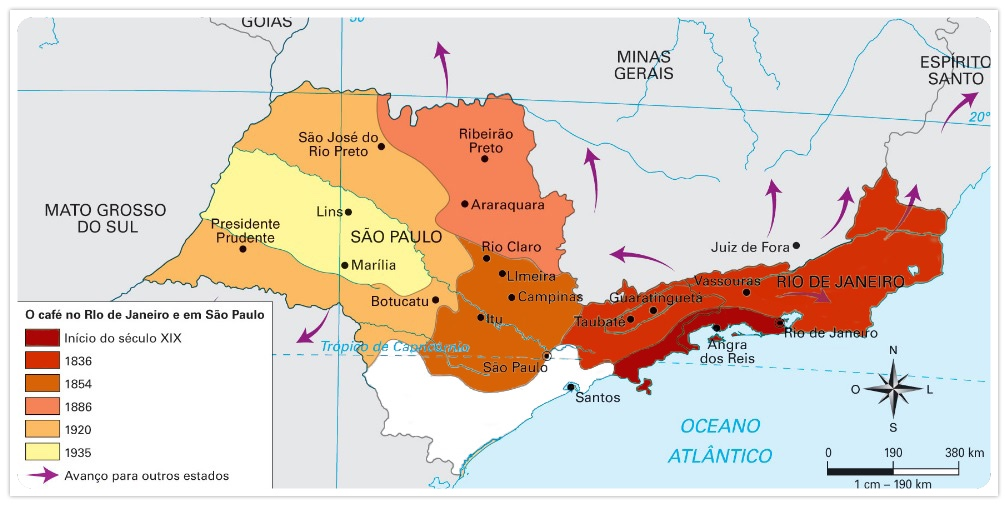 GOIÁS
50°
MINAS
GERAIS
ESPÍRITO
SANTO
20°
São José do
Rio Preto
Ribeirão
Preto
Lins
Araraquara
MATO GROSSO
DO SUL
Presidente
Prudente
SÃO PAULO
Marília
Rio Claro
LImeira
Campinas
Botucatu
Itu
Juiz de Fora
Vassouras
RIO DE JANEIRO
Guaratingueta
Taubaté
Rio de Janeiro
Angra
dos Reis
Trópico de Capricórnio
São Paulo
Santos
OCEANO
ATLÂNTICO
O café no RIo de Janeiro e em São Paulo
Início do século XIX
1836
1854
1886
1920
1935
Avanço para outros estados
N
O
L
S
0 190 380 km
1 cm – 190 km